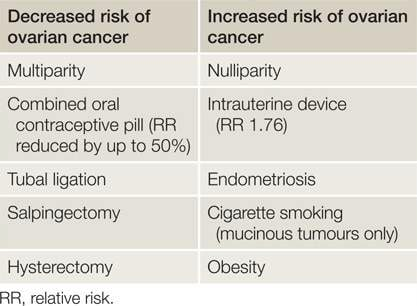 Decreased risk of
ovarian cancer
Increased risk of ovarian
cancer
Multiparity
Nulliparity
Combined oral
contraceptive pill (RR
reduced by up to 50%)
Intrauterine device
(RR 1.76)
Tubal ligation
Endometriosis
Salpingectomy
Cigarette smoking
(mucinous tumours only)
Hysterectomy
Obesity
RR, relative risk.